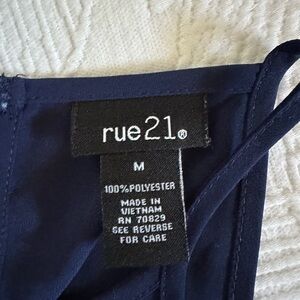 rue21®
M
100% POLYESTER
MADE IN
VIETNAM
RN 70829
SEE REVERSE
FOR CARE